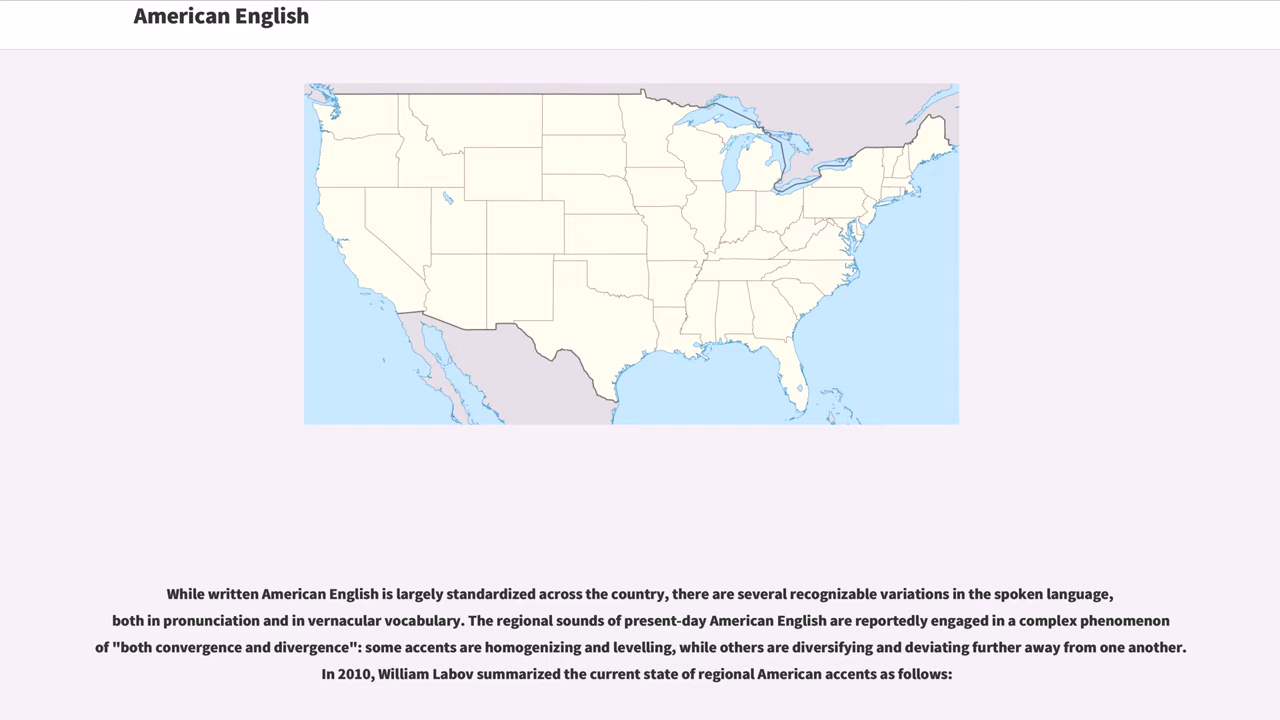 American English
While written American English is largely standardized across the country, there are several recognizable variations in the spoken language,
both in pronunciation and in vernacular vocabulary. The regional sounds of present-day American English are reportedly engaged in a complex phenomenon
of "both convergence and divergence": some accents are homogenizing and levelling, while others are diversifying and deviating further away from one another.
In 2010, William Labov summarized the current state of regional American accents as follows: